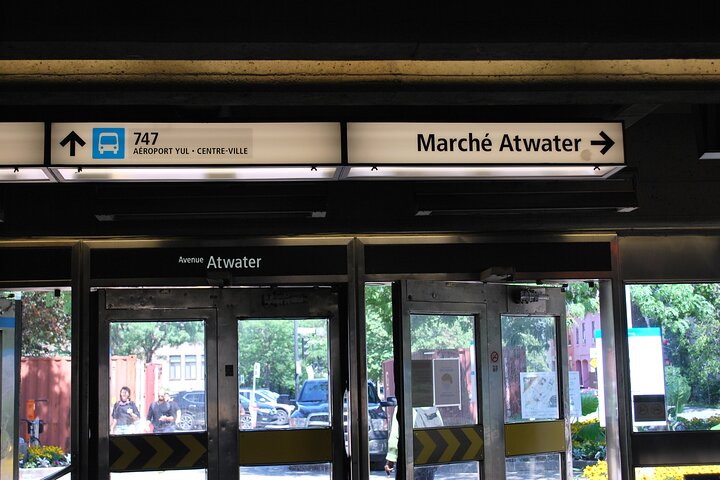 747
AÉROPORT YUL • CENTRE-VILLE
Marché Atwater
Avenue Atwater